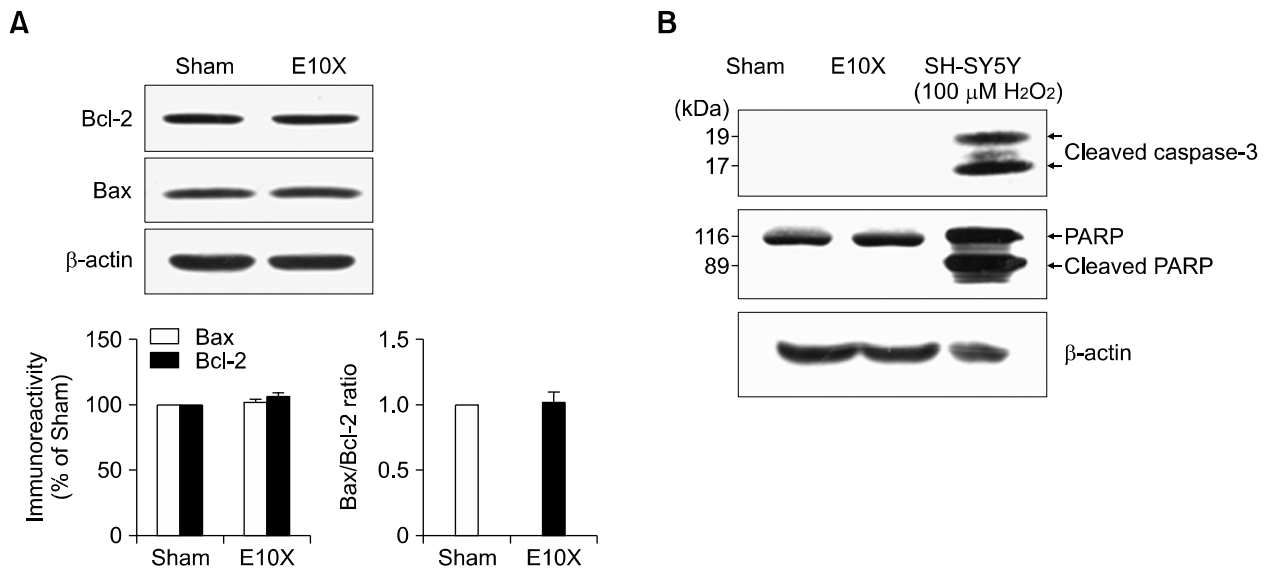 A
Sham E10X
Bcl-2
Bax
β-actin
150
100
50
0
Immunoreactivity
(% of Sham)
Bax
Bcl-2
Sham E10X
1.5
1.0
0.5
0
Bax/Bcl-2 ratio
Sham E10X
B
Sham E10X SH-SY5Y
(100 μM H2O2)
(kDa)
19
17
Cleaved caspase-3
116
PARP
89
Cleaved PARP
β-actin